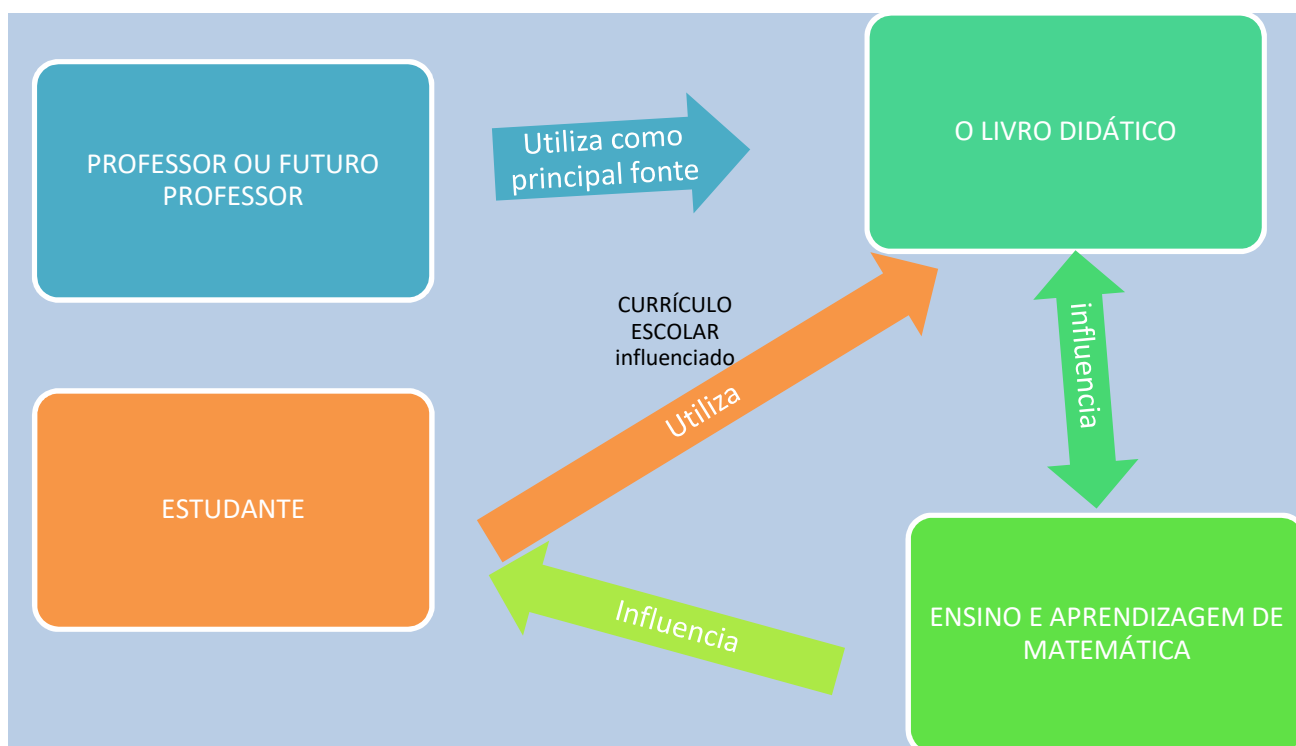 PROFESSOR OU FUTURO
PROFESSOR
Utiliza como
principal fonte
O LIVRO DIDÁTICO
CURRÍCULO
ESCOLAR
influenciado
Utiliza
influencia
ESTUDANTE
Influencia
ENSINO E APRENDIZAGEM DE
MATEMÁTICA